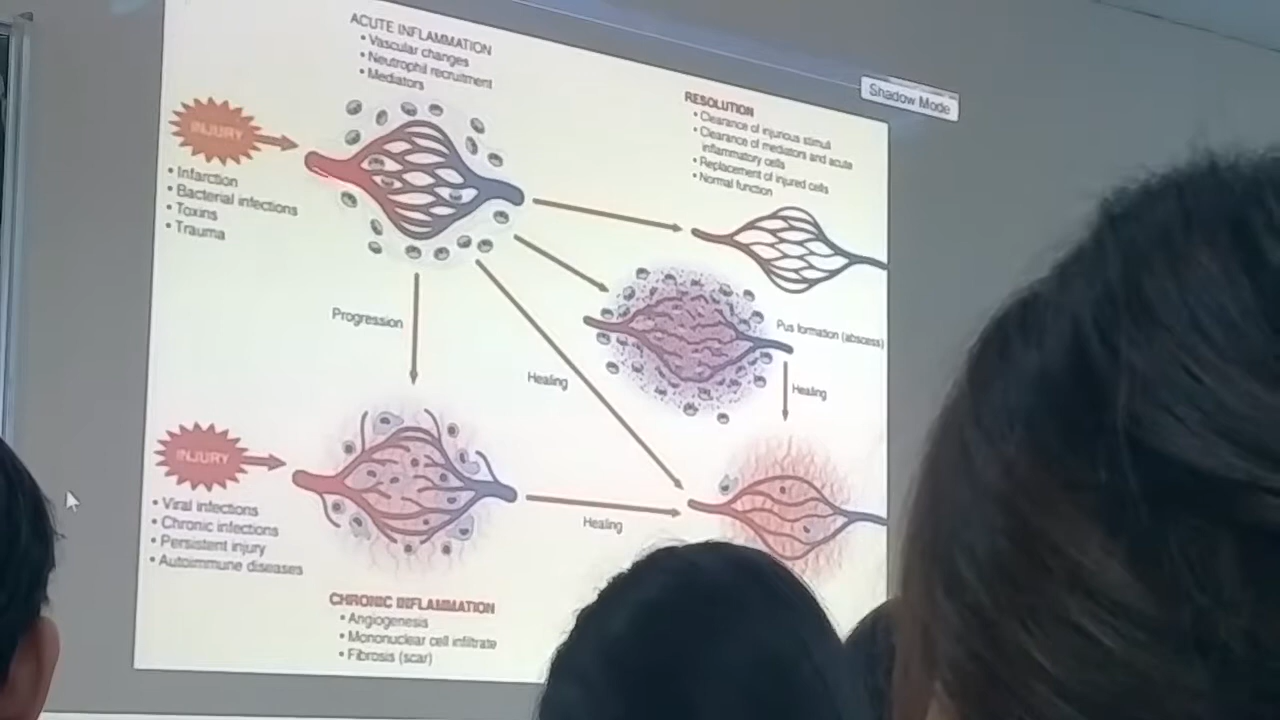 ACUTE INFLAMMATION
• Vascular changes
• Neutrophil recruitment
• Mediators
Shadow Mode
INJURY
• Infarction
• Bacterial infections
• Toxins
• Trauma
RESOLUTION
• Clearance of injurious stimuli
• Clearance of mediators and acute
inflammatory cells
• Replacement of injured cells
• Normal function
Progression
Healing
Pus formation (abscess)
Healing
INJURY
• Viral infections
• Chronic infections
• Persistent injury
• Autoimmune diseases
Healing
CHRONIC INFLAMMATION
• Angiogenesis
• Mononuclear cell infiltrate
• Fibrosis (scar)